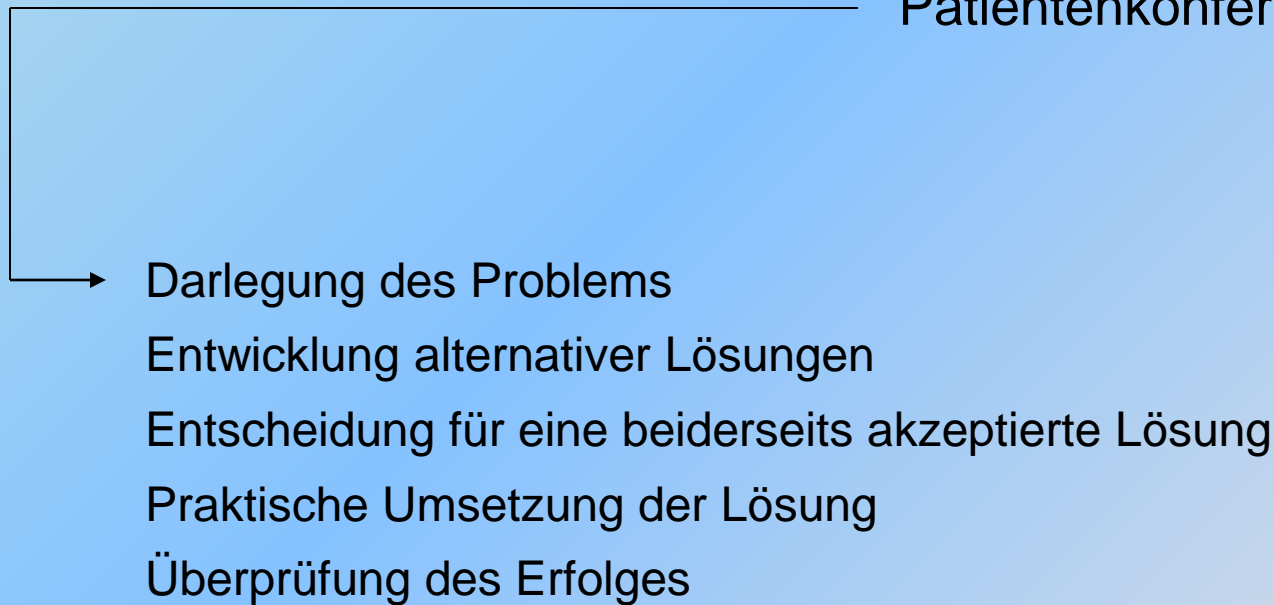 Patientenkonfer
Darlegung des Problems
Entwicklung alternativer Lösungen
Entscheidung für eine beiderseits akzeptierte Lösung
Praktische Umsetzung der Lösung
Überprüfung des Erfolges